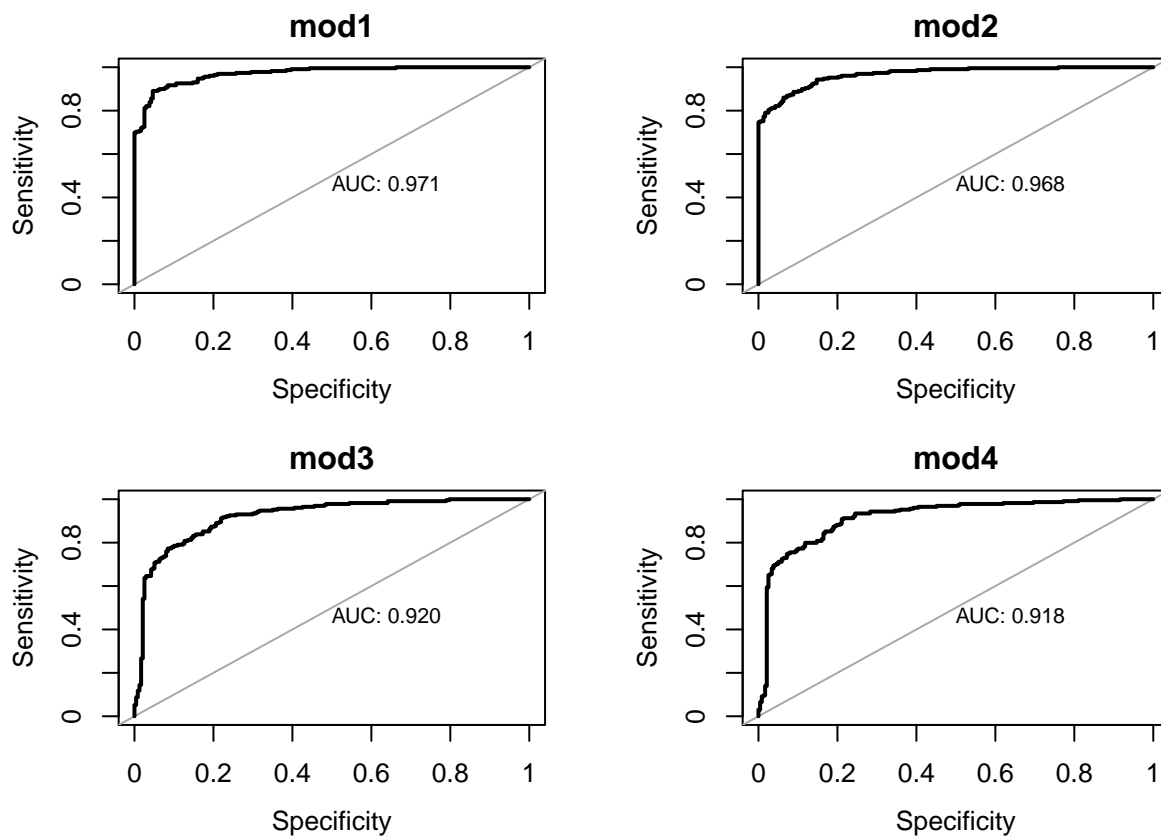 mod1
Sensitivity
0.8
0.4
0
AUC: 0.971
0 0.2 0.4 0.6 0.8 1
Specificity
mod2
Sensitivity
0.8
0.4
0
AUC: 0.968
0 0.2 0.4 0.6 0.8 1
Specificity
mod3
Sensitivity
0.8
0.4
0
AUC: 0.920
0 0.2 0.4 0.6 0.8 1
Specificity
mod4
Sensitivity
0.8
0.4
0
AUC: 0.918
0 0.2 0.4 0.6 0.8 1
Specificity